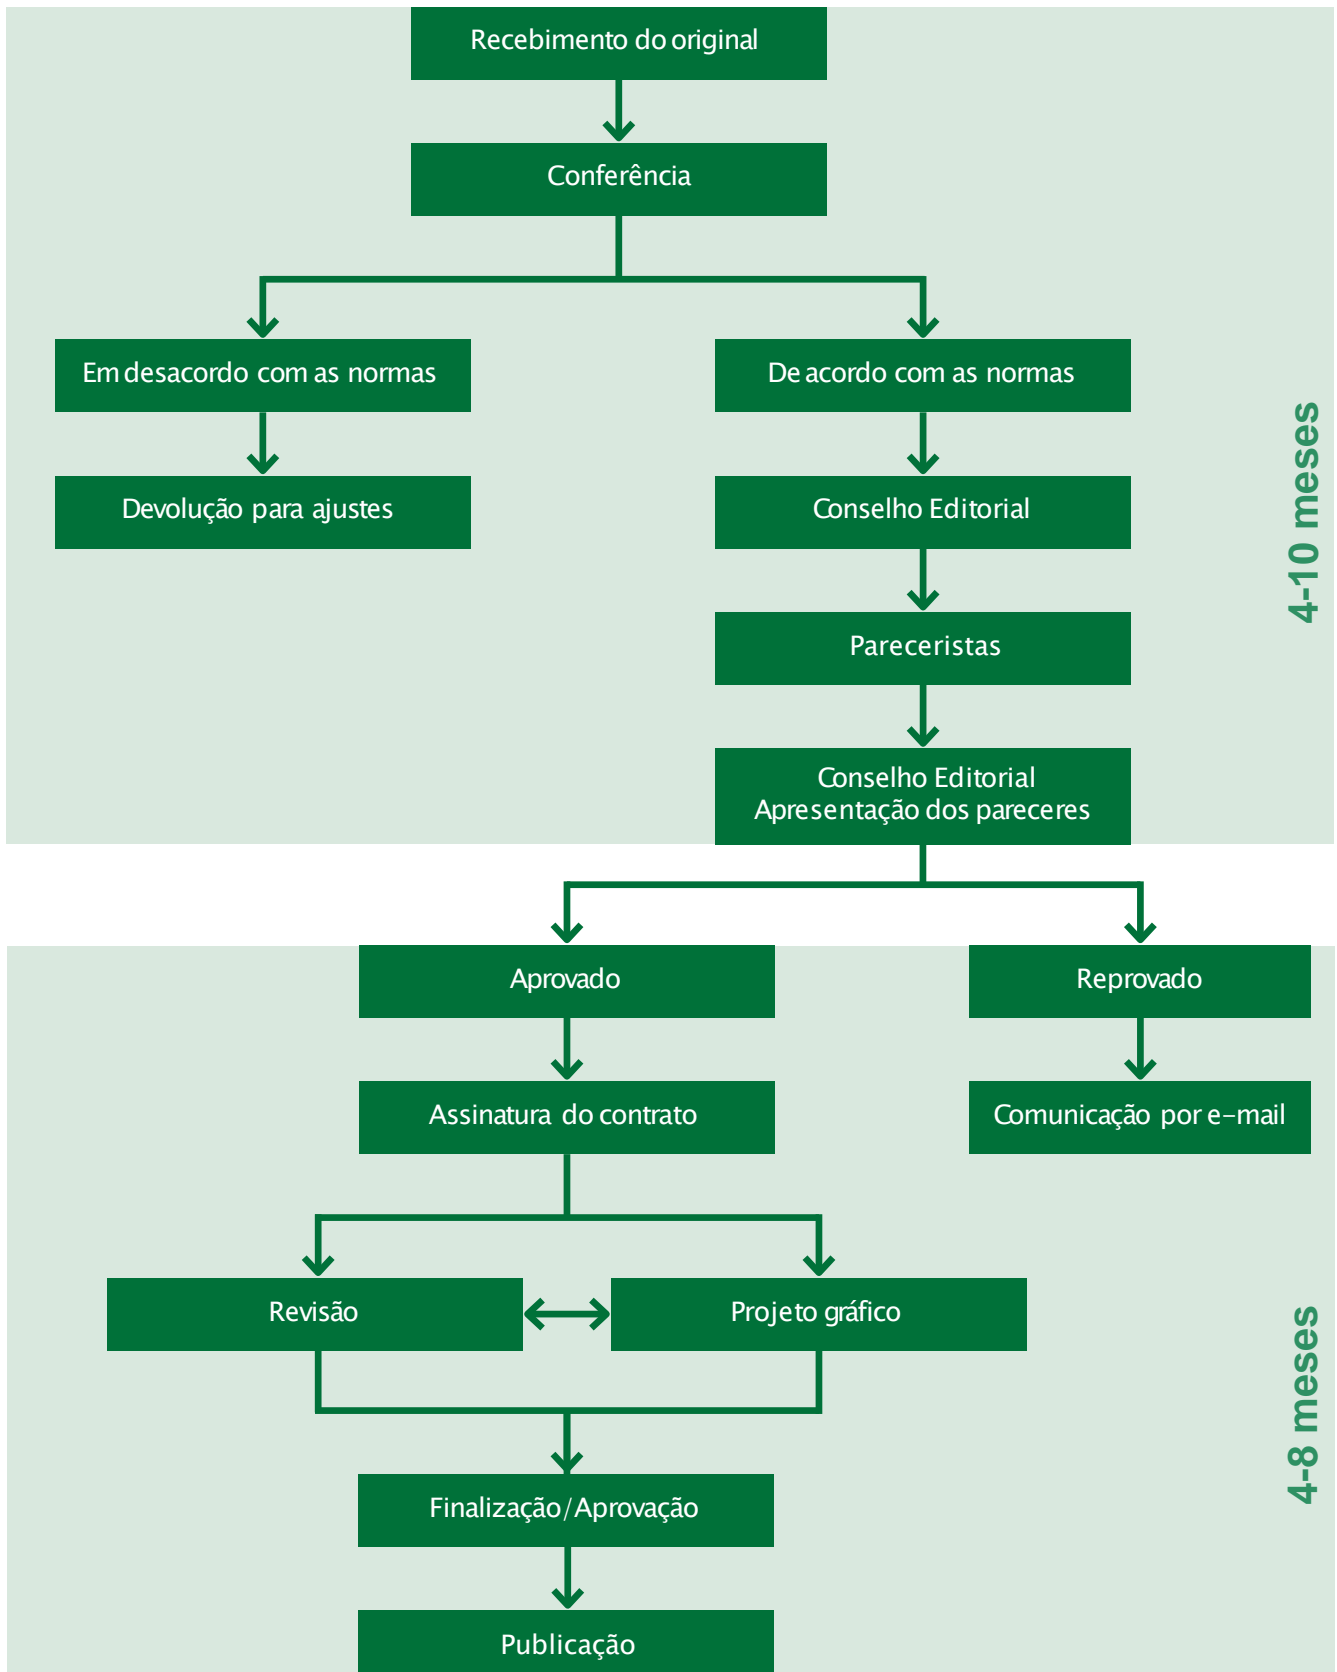 Recebimento do original
Conferência
Em desacordo com as normas
De acordo com as normas
Devolução para ajustes
Conselho Editorial
Pareceristas
Conselho Editorial
Apresentação dos pareceres
4-10 meses
Aprovado
Reprovado
Assinatura do contrato
Comunicação por e-mail
Revisão
Projeto gráfico
Finalização/Aprovação
Publicação
4-8 meses